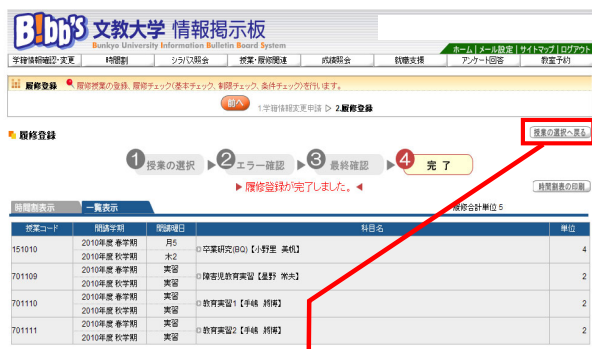 B!bb's 文教大学 情報掲示板
Bunkyo University Information Bulletin Board System
ホーム | メール設定 | サイトマップ | ログアウト
学籍情報確認・変更 時間割 シラバス照会 授業・履修関連 成績照会 就職支援 アンケート回答 教室予約
履修登録 履修授業の登録、履修チェック(基本チェック、制限チェック、条件チェック)を行います。
前へ 1.学籍情報変更申請 ▷ 2.履修登録
履修登録
授業の選択へ戻る
1 授業の選択 ▶ 2 エラー確認 ▶ 3 最終確認 ▶ 4 完了
▶ 履修登録が完了しました。 ◀
時間割表の印刷
時間割表示 一覧表示 履修合計単位 5
授業コード 開講学期 開講曜日 科目名 単位
151010 2010年度 春学期 月5 卒業研究(BQ)【小野里 美帆】 4
2010年度 秋学期 木2
701109 2010年度 春学期 実習 障害児教育実習【星野 常夫】 2
2010年度 秋学期 実習
701110 2010年度 春学期 実習 教育実習1【手嶋 將博】 2
2010年度 秋学期 実習
701111 2010年度 春学期 実習 教育実習2【手嶋 將博】 2
2010年度 秋学期 実習